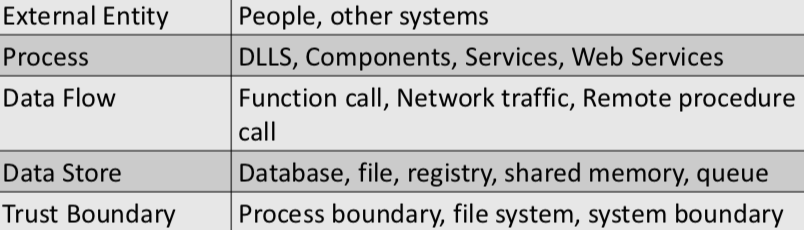 External Entity People, other systems
Process DLLS, Components, Services, Web Services
Data Flow Function call, Network traffic, Remote procedure
call
Data Store Database, file, registry, shared memory, queue
Trust Boundary Process boundary, file system, system boundary